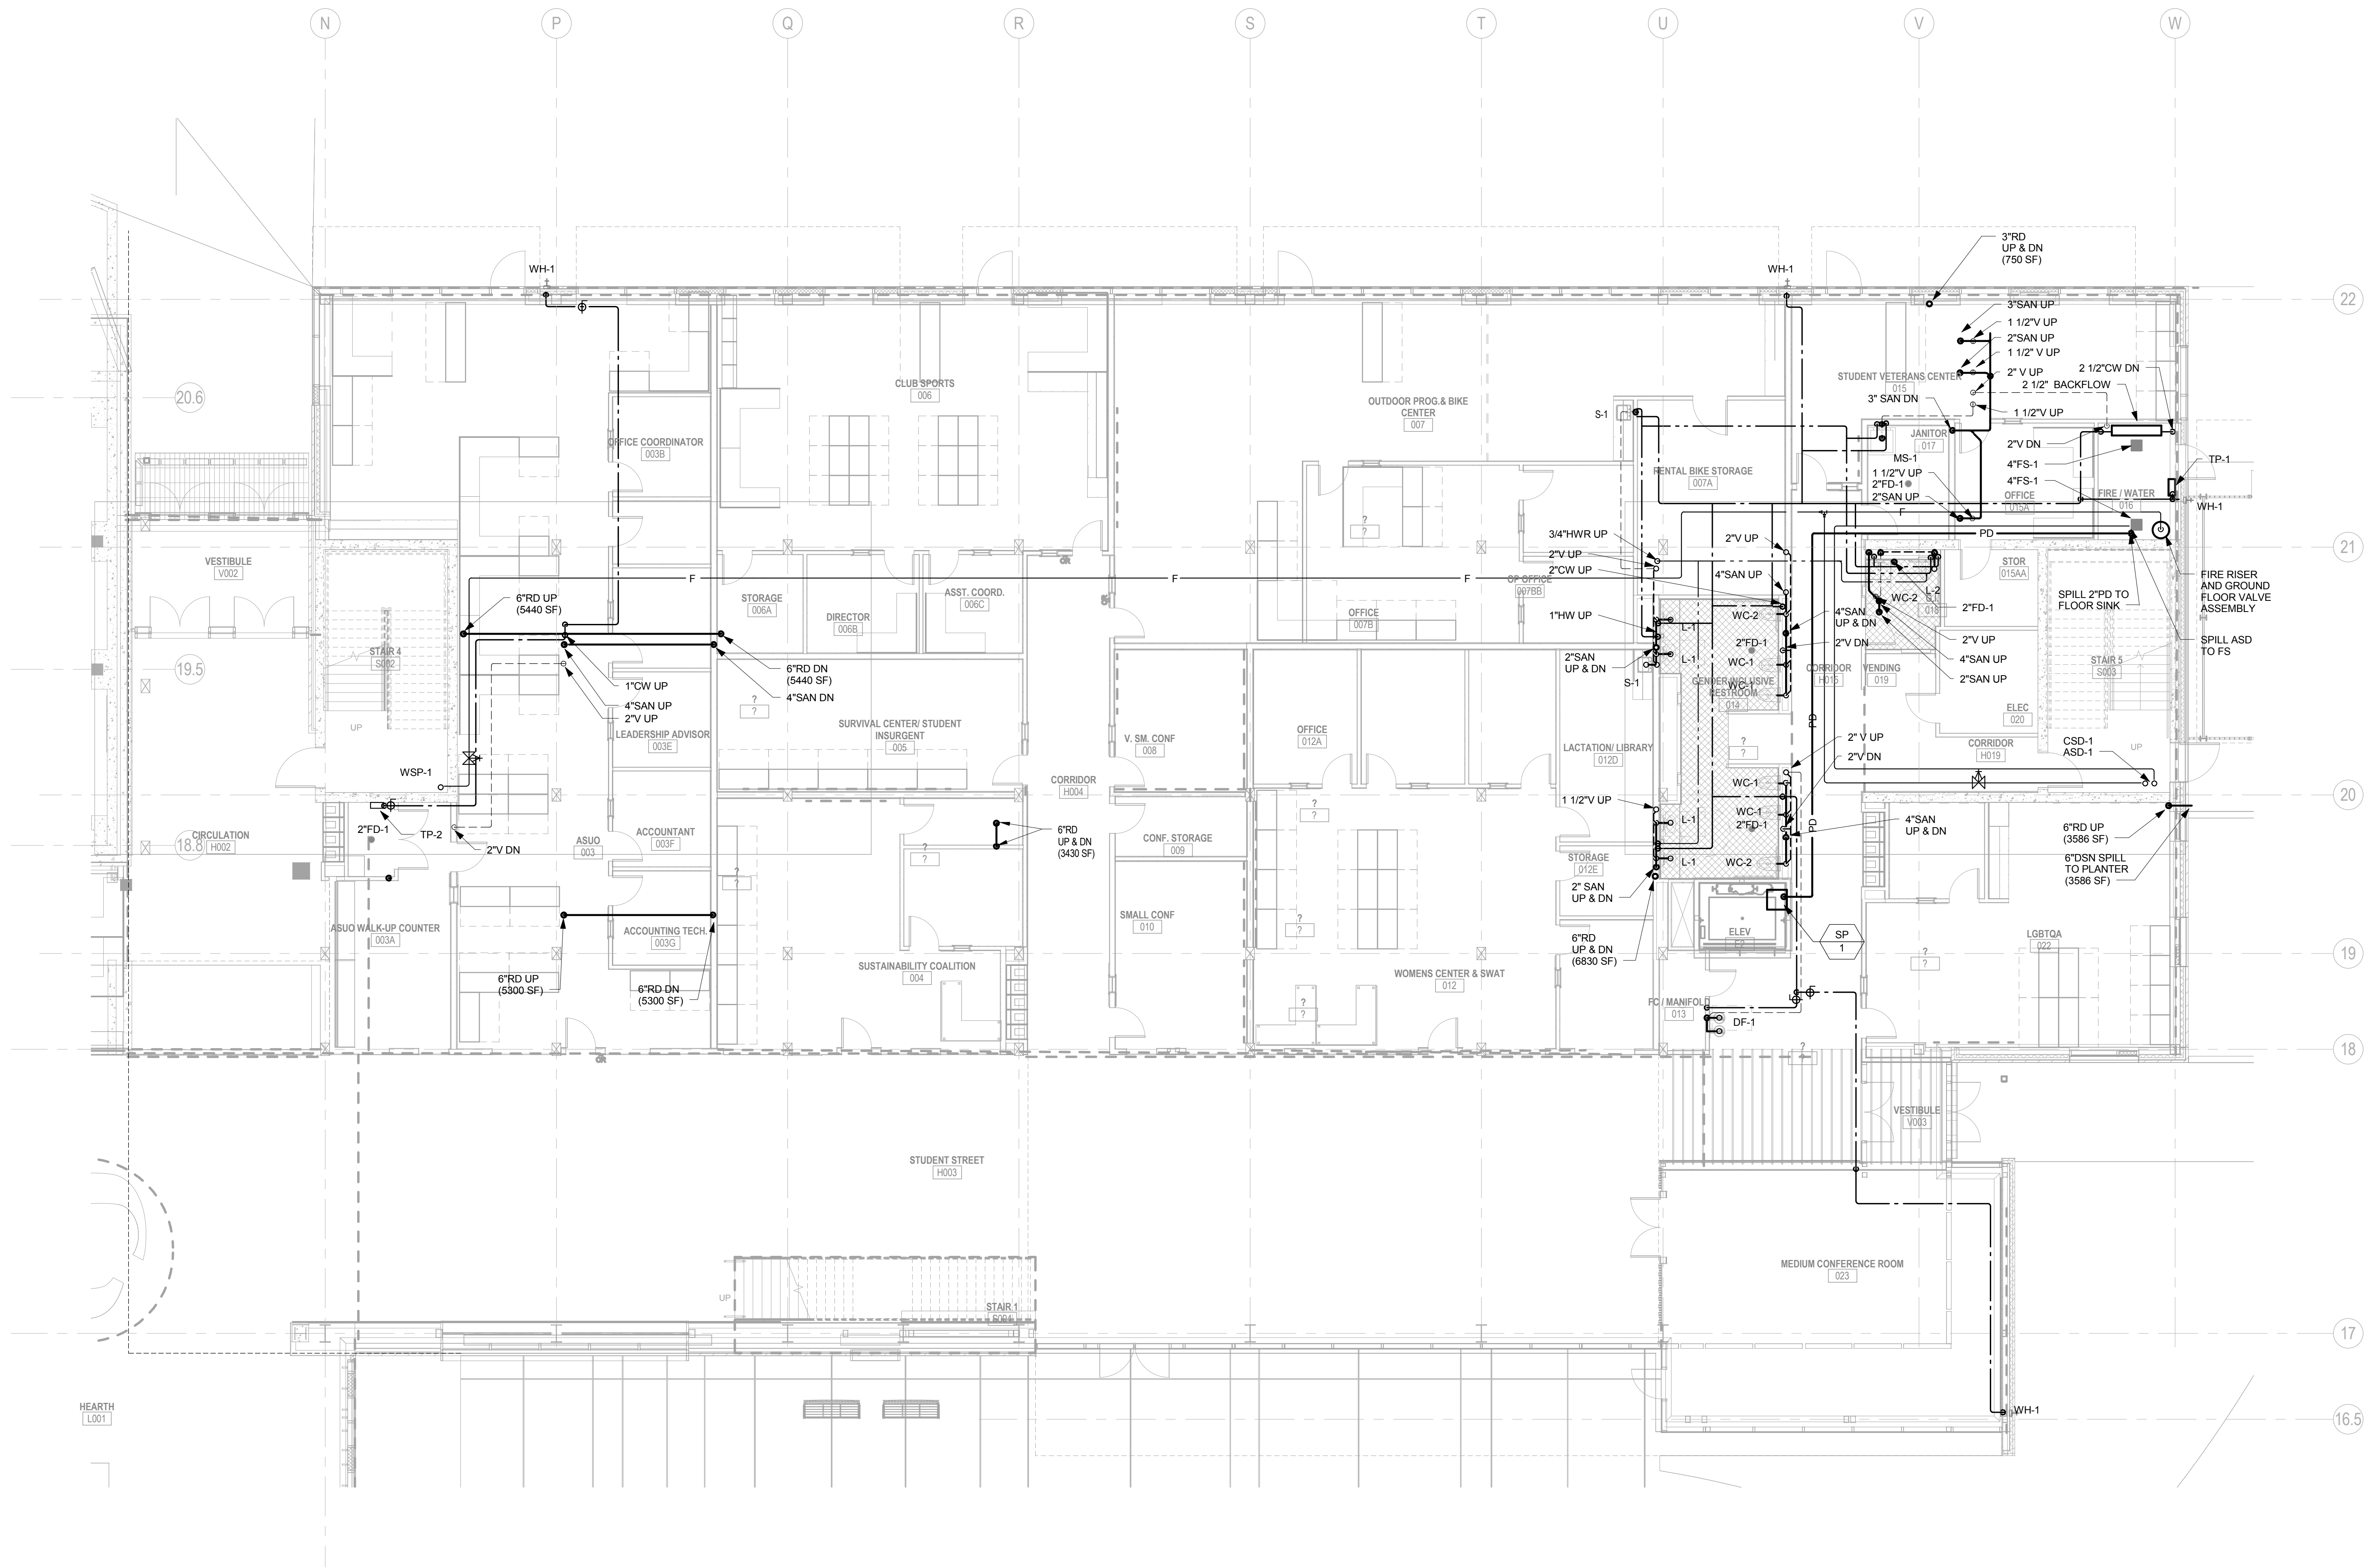 N
P
Q
R
S
T
U
V
W
3"RD
UP & DN
(750 SF)
WH-1
WH-1
22
3"SAN UP
1 1/2"V UP
2"SAN UP
1 1/2" V UP
2" V UP
2 1/2"CW DN
2 1/2" BACKFLOW
1 1/2"V UP
STUDENT VETERANS CENTER
015
3" SAN DN
20.6
CLUB SPORTS
006
OUTDOOR PROG.& BIKE
CENTER
007
S-1
OFFICE COORDINATOR
003B
JANITOR
017
2"V DN
MS-1
4"FS-1
TP-1
RENTAL BIKE STORAGE
007A
1 1/2"V UP
2"FD-1
2"SAN UP
4"FS-1
OFFICE
015A
FIRE / WATER
016
WH-1
F
?
?
3/4"HWR UP
2"V UP
PD
21
VESTIBULE
V002
2"V UP
2"CW UP
STOR
015AA
F
F
F
OP OFFICE
007BB
4"SAN UP
FIRE RISER
AND GROUND
FLOOR VALVE
ASSEMBLY
6"RD UP
(5440 SF)
STORAGE
006A
ASST. COORD.
006C
DIRECTOR
006B
WC-2
L-2
018
2"FD-1
SPILL 2"PD TO
FLOOR SINK
OFFICE
007B
1"HW UP
L-1
WC-2
4"SAN
UP & DN
2"FD-1
2"V DN
2"V UP
4"SAN UP
2"SAN UP
SPILL ASD
TO FS
STAIR 4
S002
19.5
6"RD DN
(5440 SF)
2"SAN
UP & DN
L-1
WC-1
CORRIDOR
H015
VENDING
019
STAIR 5
S003
1"CW UP
4"SAN DN
S-1
GENDER INCLUSIVE
RESTROOM
014
WC-1
4"SAN UP
2"V UP
?
?
ELEC
020
UP
SURVIVAL CENTER/ STUDENT
INSURGENT
005
LEADERSHIP ADVISOR
003E
V. SM. CONF
008
OFFICE
012A
LACTATION/ LIBRARY
012D
PD
?
?
2" V UP
2"V DN
CORRIDOR
H019
CSD-1
ASD-1
UP
WSP-1
CORRIDOR
H004
WC-1
20
CIRCULATION
H002
18.8
2"FD-1
TP-2
2"V DN
ASUO
003
ACCOUNTANT
003F
6"RD
UP & DN
(3430 SF)
CONF. STORAGE
009
?
?
1 1/2"V UP
L-1
WC-1
2"FD-1
PD
4"SAN
UP & DN
6"RD UP
(3586 SF)
?
?
STORAGE
012E
L-1
WC-2
6"DSN SPILL
TO PLANTER
(3586 SF)
?
?
2" SAN
UP & DN
ASUO WALK-UP COUNTER
003A
ACCOUNTING TECH.
003G
SMALL CONF
010
?
?
6"RD
UP & DN
(6830 SF)
ELEV
E2
SP
1
LGBTQA
022
?
?
19
6"RD UP
(5300 SF)
6"RD DN
(5300 SF)
SUSTAINABILITY COALITION
004
WOMENS CENTER & SWAT
012
?
?
FC / MANIFOLD
013
DF-1
?
18
VESTIBULE
V003
STUDENT STREET
H003
MEDIUM CONFERENCE ROOM
023
UP
STAIR 1
S004
17
HEARTH
L001
WH-1
16.5